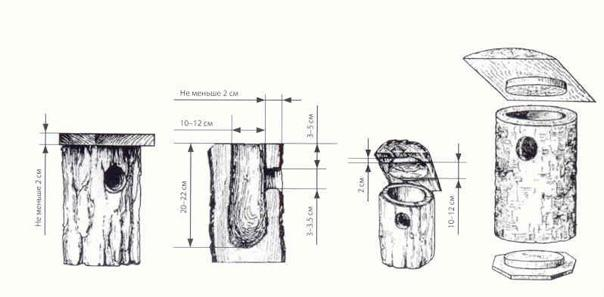 Не меньше 2 см
Не меньше 2 см
10–12 см
20–22 см
3–5 см
3–3,5 см
2 см
10–12 см